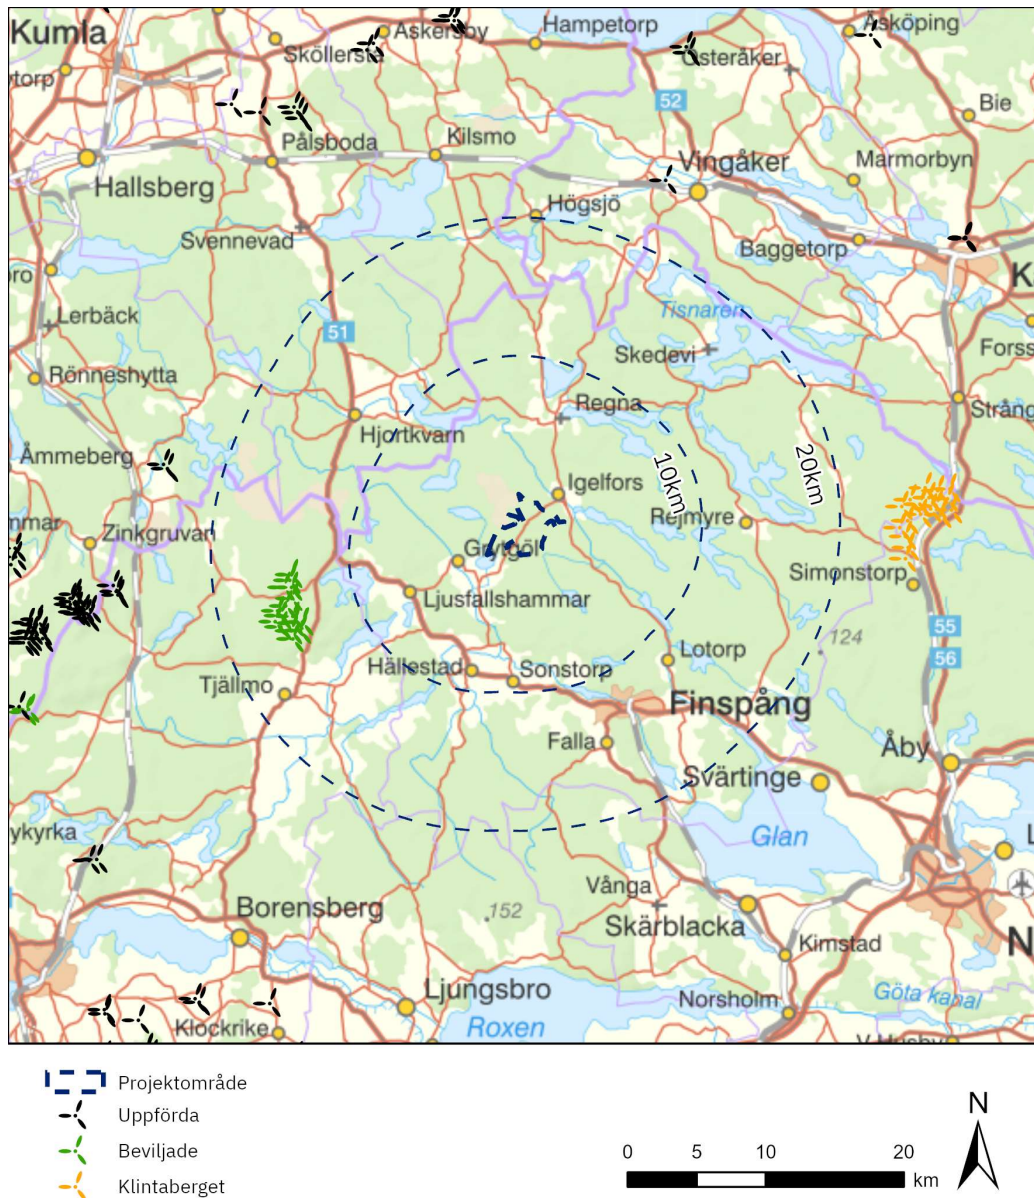 Kumla
Hampetorp
Äsköping
Askersby
Sköllersta
Österåker
ytorp
52
Bie
Pålsboda
Kilsmo
Vingåker
Marmorbyn
Hallsberg
Högsjö
Svennevad
Baggetorp
oro
K
Tisnaren
Lerbäck
51
Skedevi
Forss
Rönneshytta
Regna
Strång
Hjortkvarn
Åmmeberg
10km
20km
Igelfors
mmar
Zinkgruvan
Rejmyre
Grytgöl
Simonstorp
Ljusfallshammar
55
124
Lotorp
56
Hällestad
Sonstorp
Tjällmo
Finspång
Falla
Åby
Svärtinge
ykyrka
Glan
L
Vånga
Borensberg
152
Skärblacka
Kimstad
N
Ljungsbro
Norsholm
Göta kanal
Klockrike
Roxen
V Husby
Projektområde
Uppförda
Beviljade
Klintaberget
N
0 5 10 20
km